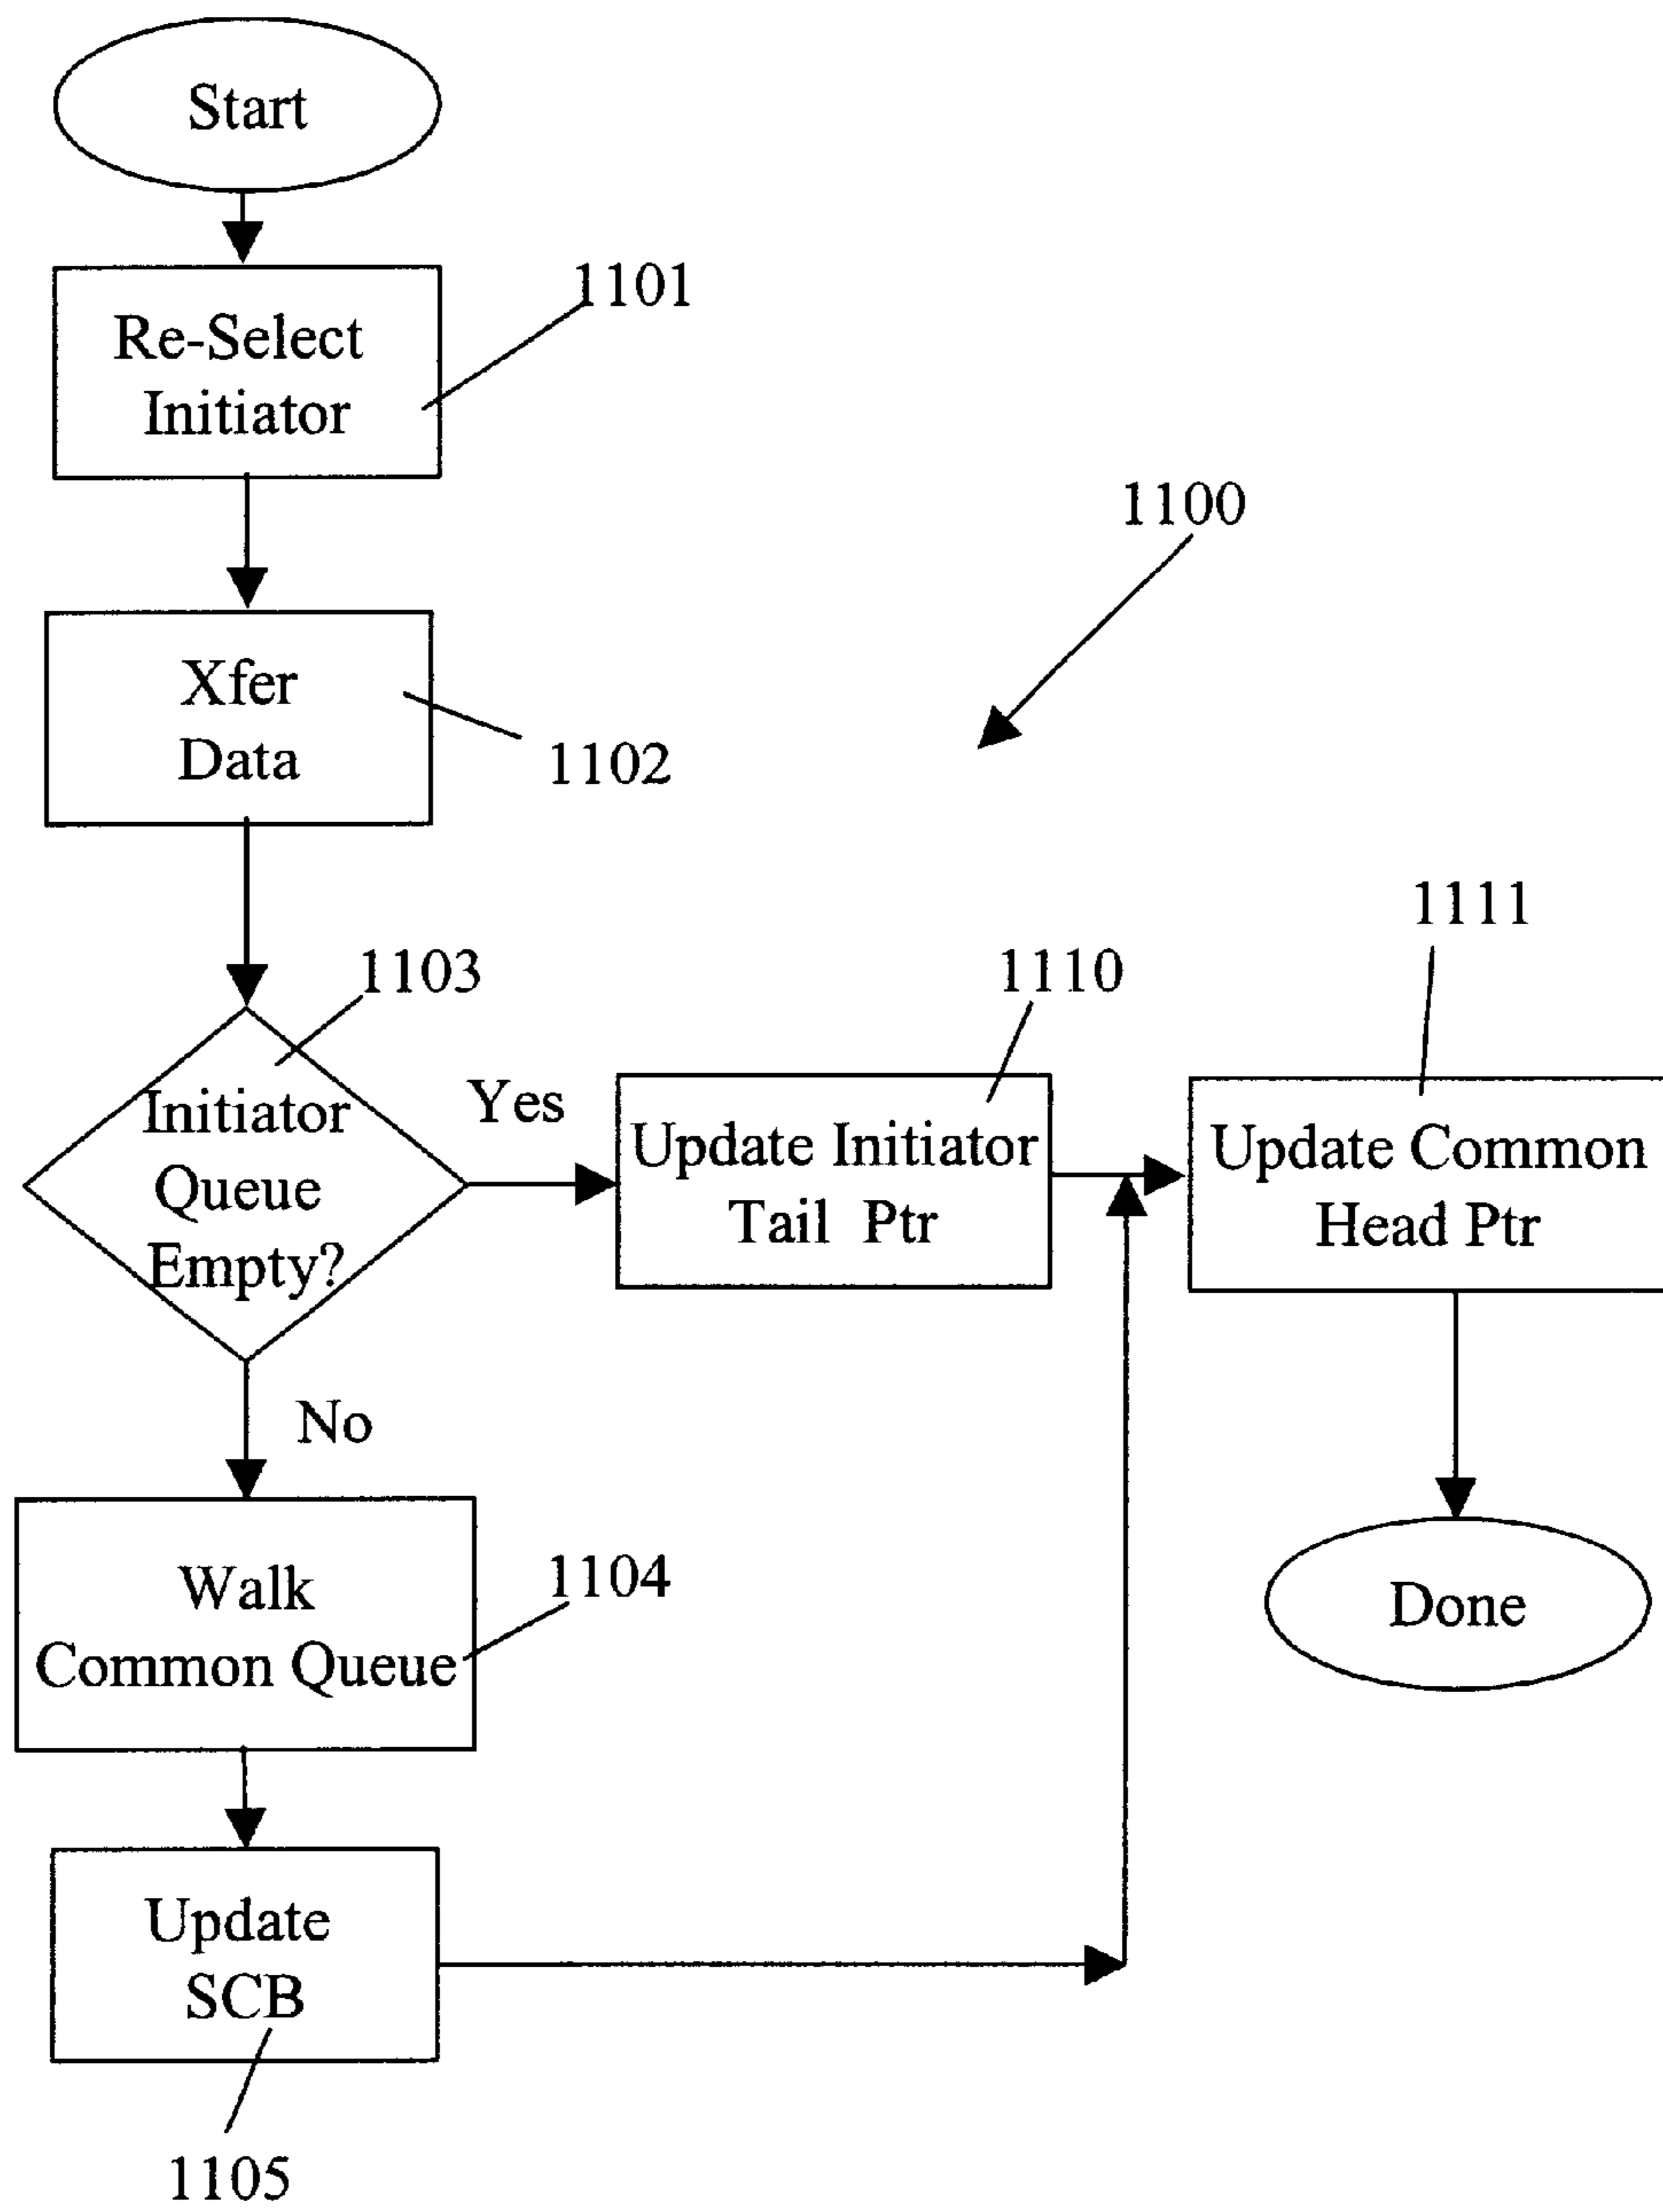 Start
1101
Re-Select
Initiator
1100
Xfer
Data
1102
1111
1103
1110
Initiator
Queue
Empty?
Yes
Update Initiator
Tail Ptr
Update Common
Head Ptr
No
Walk
Common Queue
1104
Done
Update
SCB
1105